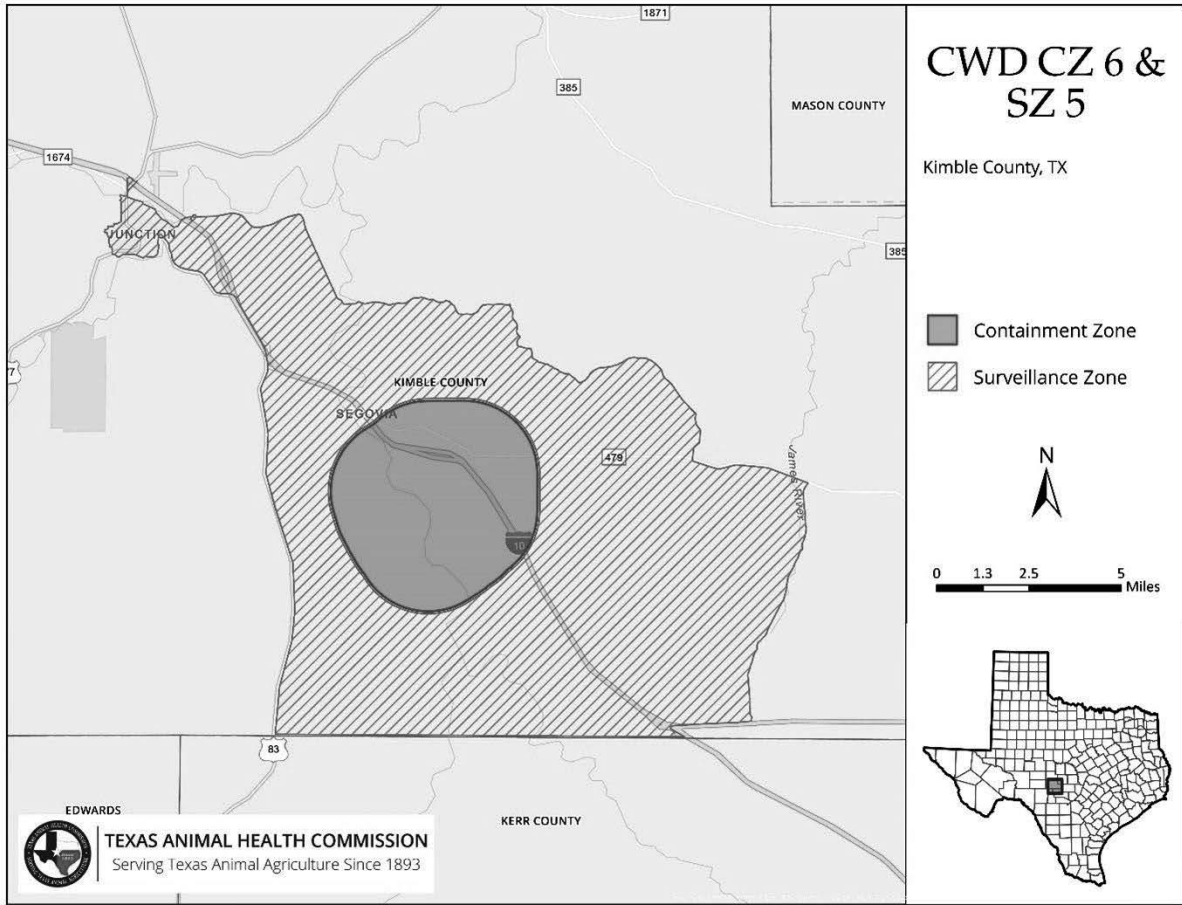 1871
385
MASON COUNTY
1674
385
JUNCTION
7
KIMBLE COUNTY
SEGOVIA
479
James River
10
83
EDWARDS
KERR COUNTY
TEXAS ANIMAL HEALTH COMMISSION
Serving Texas Animal Agriculture Since 1893
CWD CZ 6 &
SZ 5
Kimble County, TX
Containment Zone
Surveillance Zone
N
0 1.3 2.5 5
Miles